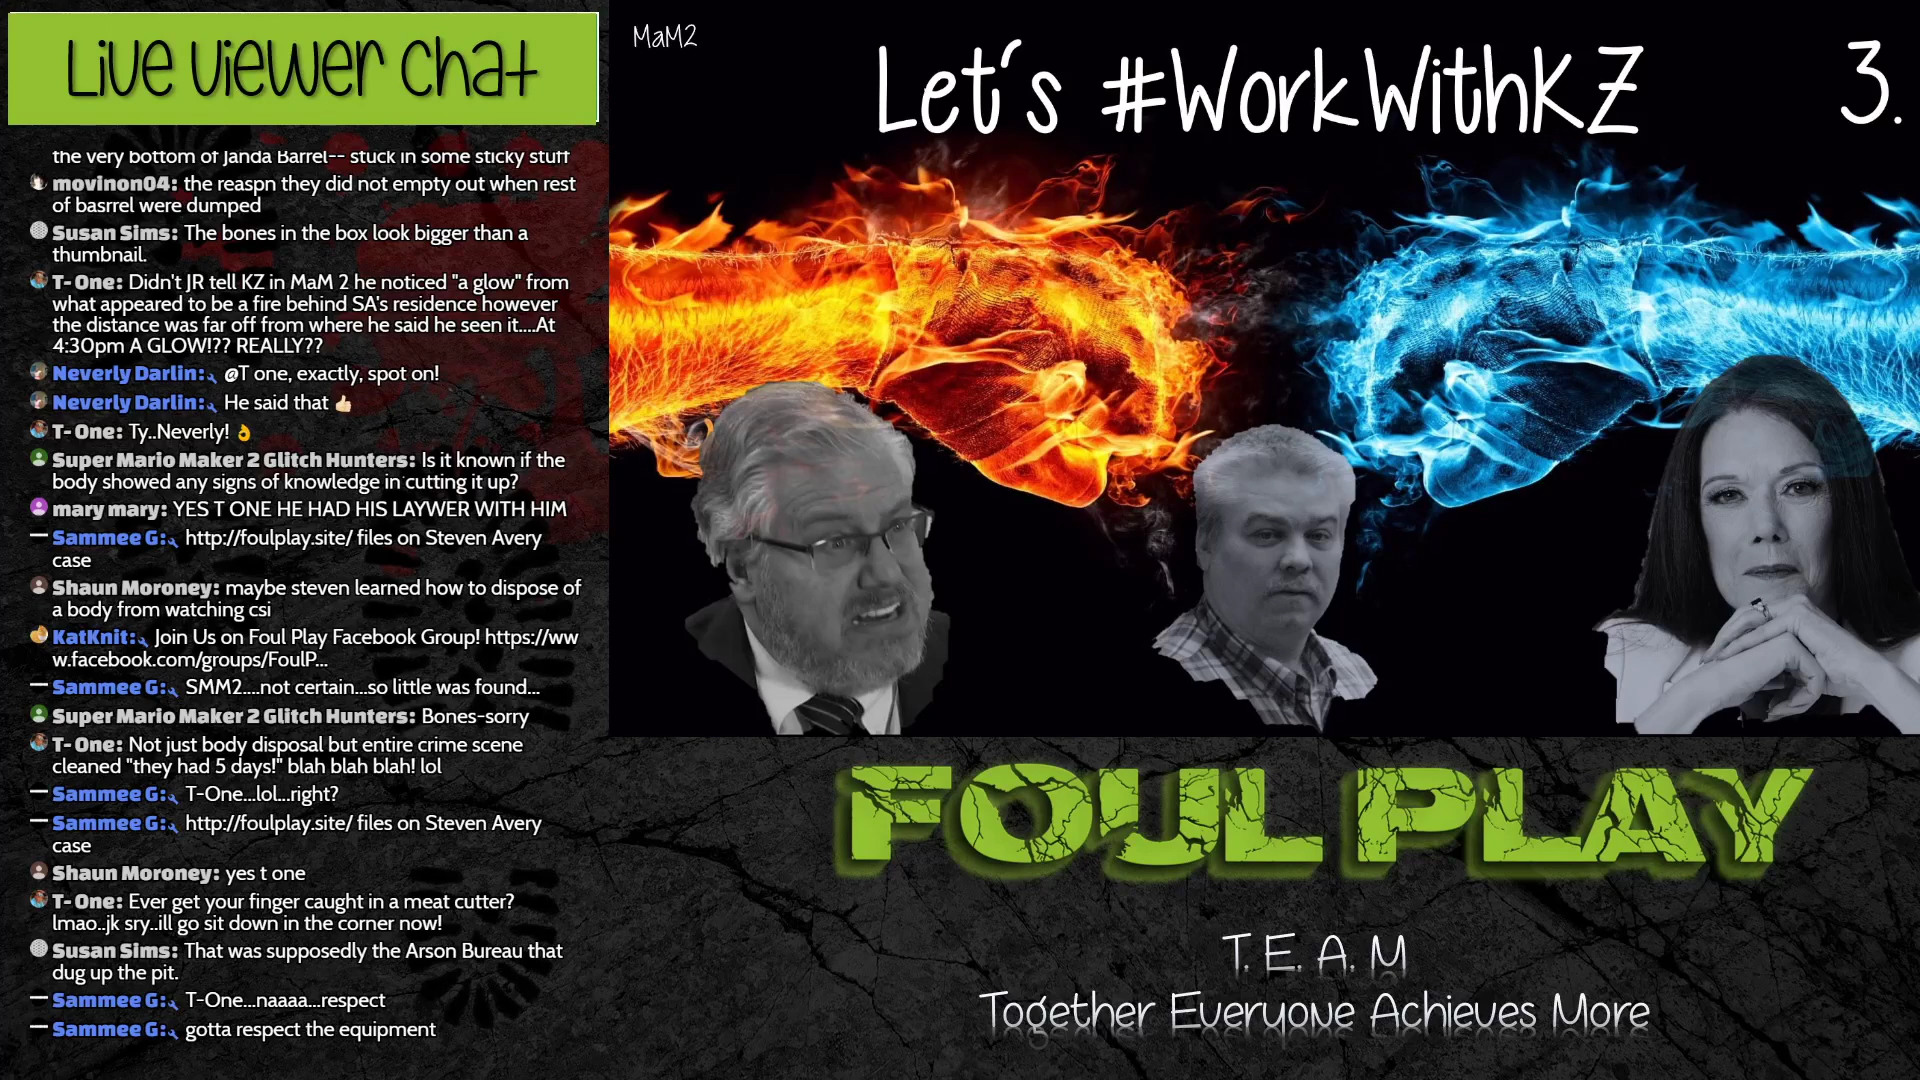 Live Viewer Chat
the very bottom of Janda Barrel-- stuck in some sticky stuff
movinon04: the reaspn they did not empty out when rest
of basrrel were dumped
Susan Sims: The bones in the box look bigger than a
thumbnail.
T- One: Didn't JR tell KZ in MaM 2 he noticed "a glow" from
what appeared to be a fire behind SA's residence however
the distance was far off from where he said he seen it....At
4:30pm A GLOW!?? REALLY??
Neverly Darlin: @T one, exactly, spot on!
Neverly Darlin: He said that 👍🏻
T- One: Ty..Neverly! 👌
Super Mario Maker 2 Glitch Hunters: Is it known if the
body showed any signs of knowledge in cutting it up?
mary mary: YES T ONE HE HAD HIS LAYWER WITH HIM
Sammee G: http://foulplay.site/ files on Steven Avery
case
Shaun Moroney: maybe steven learned how to dispose of
a body from watching csi
KatKnit: Join Us on Foul Play Facebook Group! https://ww
w.facebook.com/groups/FoulP...
Sammee G: SMM2....not certain...so little was found...
Super Mario Maker 2 Glitch Hunters: Bones-sorry
T- One: Not just body disposal but entire crime scene
cleaned "they had 5 days!" blah blah blah! lol
Sammee G: T-One...lol...right?
Sammee G: http://foulplay.site/ files on Steven Avery
case
Shaun Moroney: yes t one
T- One: Ever get your finger caught in a meat cutter?
lmao..jk sry..ill go sit down in the corner now!
Susan Sims: That was supposedly the Arson Bureau that
dug up the pit.
Sammee G: T-One...naaaa...respect
Sammee G: gotta respect the equipment
MaM2
Let's #WorkWithKZ
3.
FOUL PLAY
T. E. A. M
Together Everyone Achieves More